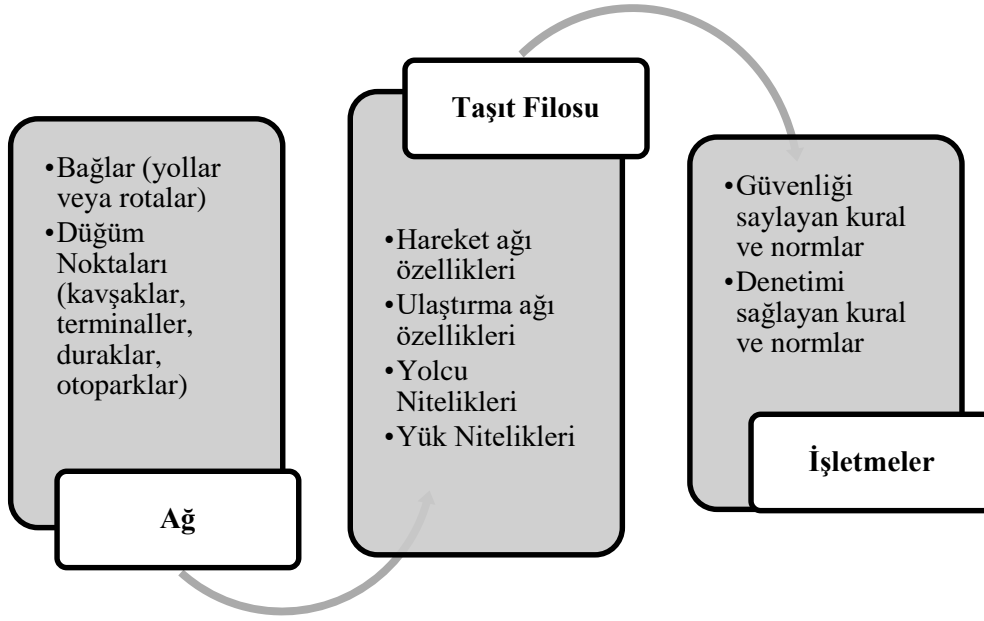 •Bağlar (yollar
veya rotalar)
•Düğüm
Noktaları
(kavşaklar,
terminaller,
duraklar,
otoparklar)
Ağ
Taşıt Filosu
•Hareket ağı
özellikleri
•Ulaştırma ağı
özellikleri
•Yolcu
Nitelikleri
•Yük Nitelikleri
•Güvenliği
saylayan kural
ve normlar
•Denetimi
sağlayan kural
ve normlar
İşletmeler